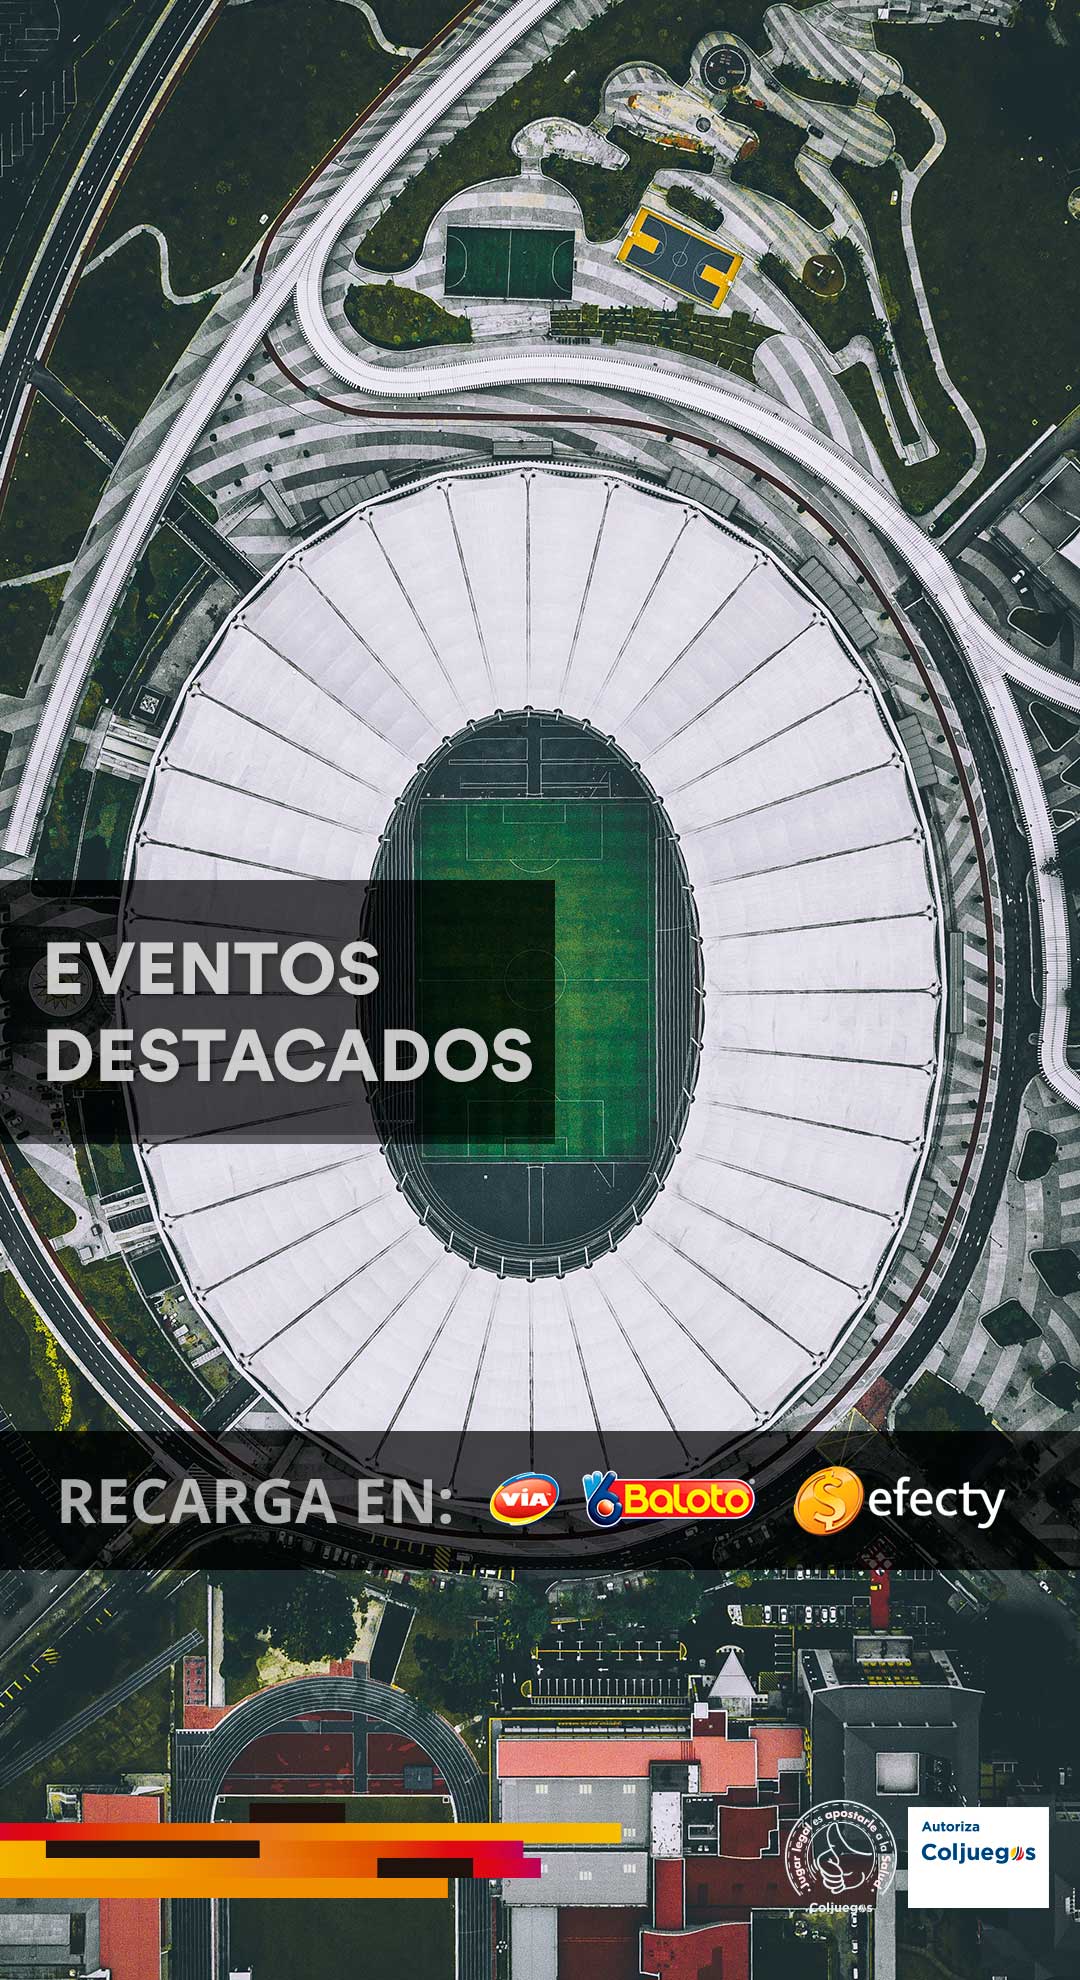 EVENTOS
DESTACADOS
RECARGA EN: VIA Baloto efecty
Jugar legal es apostarle a la Salud
Coljuegos
Autoriza
Coljuegos